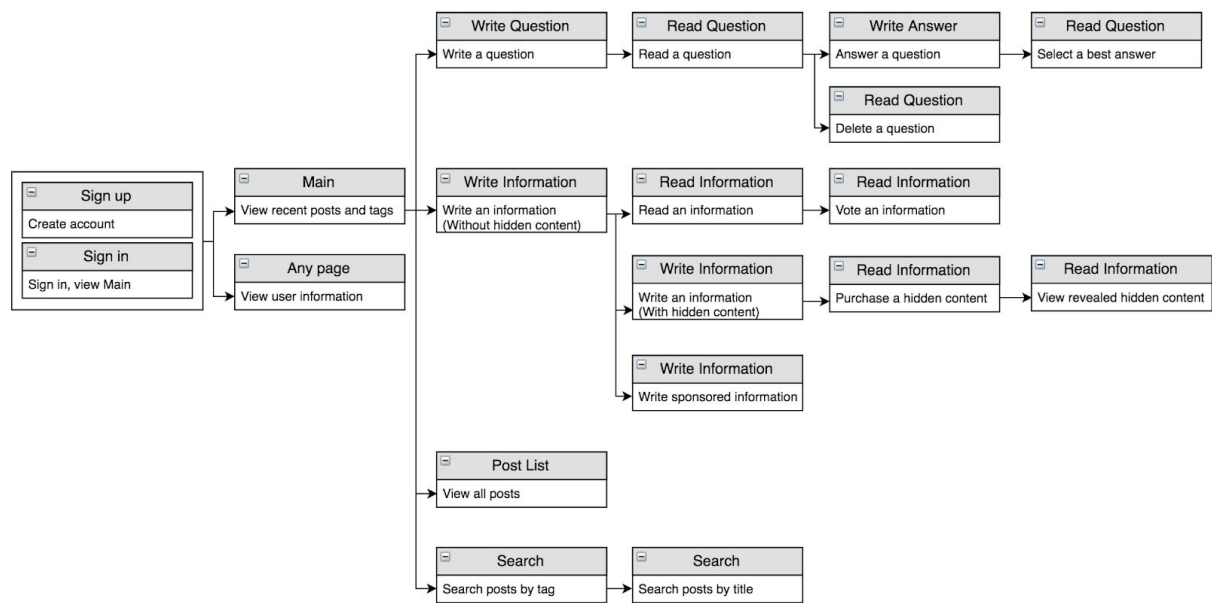 Write Question
Write a question
Read Question
Read a question
Write Answer
Answer a question
Read Question
Select a best answer
Read Question
Delete a question
Sign up
Create account
Sign in
Sign in, view Main
Main
View recent posts and tags
Any page
View user information
Write Information
Write an information
(Without hidden content)
Read Information
Read an information
Read Information
Vote an information
Write Information
Write an information
(With hidden content)
Read Information
Purchase a hidden content
Read Information
View revealed hidden content
Write Information
Write sponsored information
Post List
View all posts
Search
Search posts by tag
Search
Search posts by title